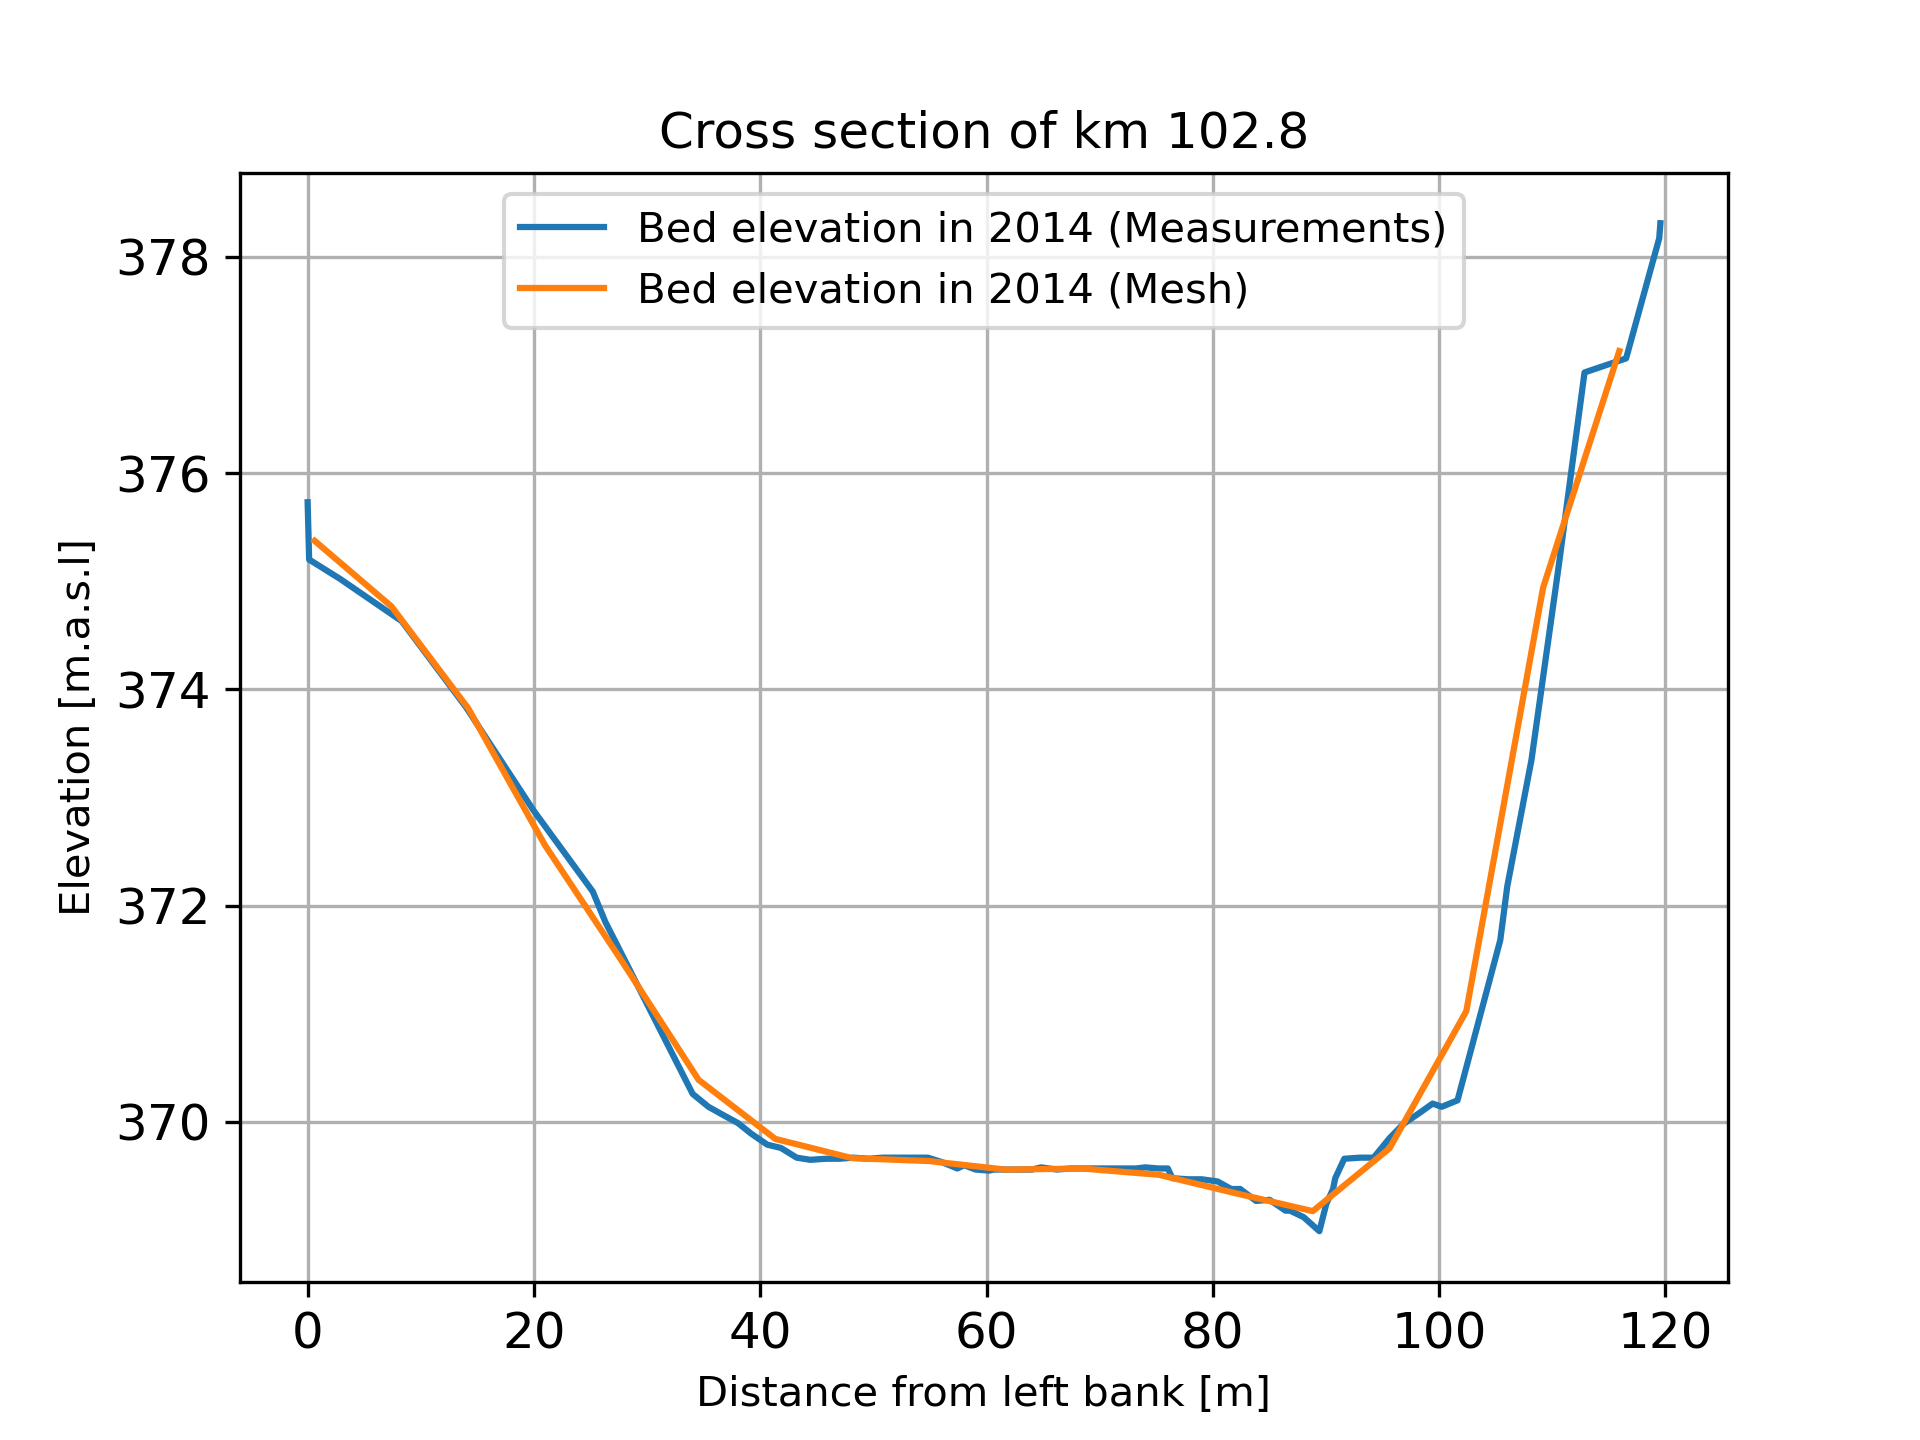 Cross section of km 102.8
Bed elevation in 2014 (Measurements)
Bed elevation in 2014 (Mesh)
378
376
374
372
370
Elevation [m.a.s.l]
0 20 40 60 80 100 120
Distance from left bank [m]